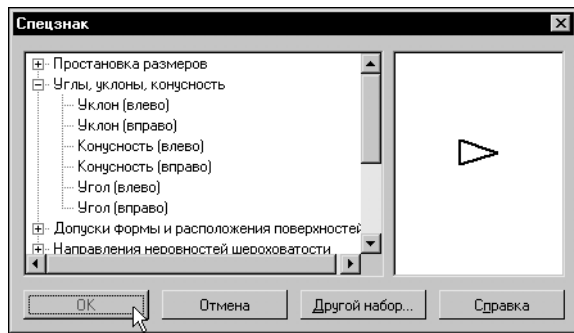 Спецзнак
Простановка размеров
Углы, уклоны, конусность
Уклон (влево)
Уклон (вправо)
Конусность (влево)
Конусность (вправо)
Угол (влево)
Угол (вправо)
Допуски формы и расположения поверхностей
Направления неровностей шероховатости
OK
Отмена
Другой набор...
Справка